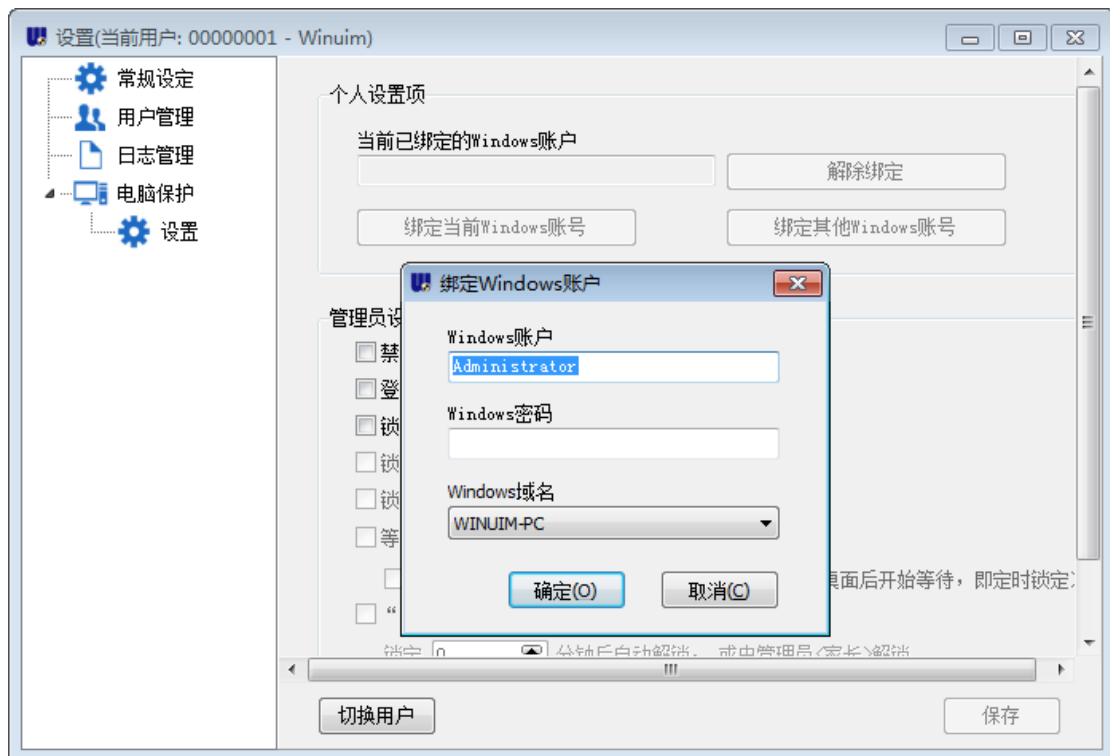 设置(当前用户: 00000001 - Winuim)
常规设定
用户管理
日志管理
电脑保护
设置
个人设置项
当前已绑定的Windows账户
解除绑定
绑定当前Windows账号
绑定其他Windows账号
绑定Windows账户
管理员设
Windows账户
禁
Administrator
登
Windows密码
锁
锁
Windows域名
锁
WINUIM-PC
等
桌面后开始等待，即定时锁定
确定(O)
取消(C)
“
锁定 0 分钟后自动解锁， 或由管理员<家长>解锁
切换用户
保存